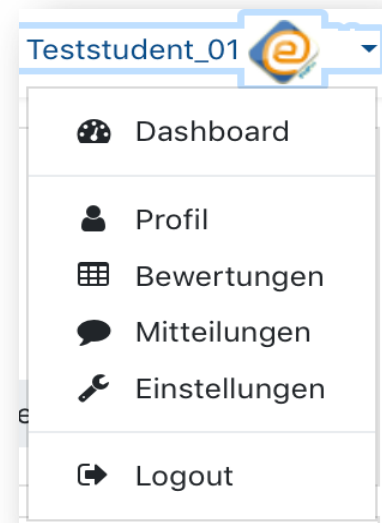 Teststudent_01
Dashboard
Profil
Bewertungen
Mitteilungen
Einstellungen
Logout